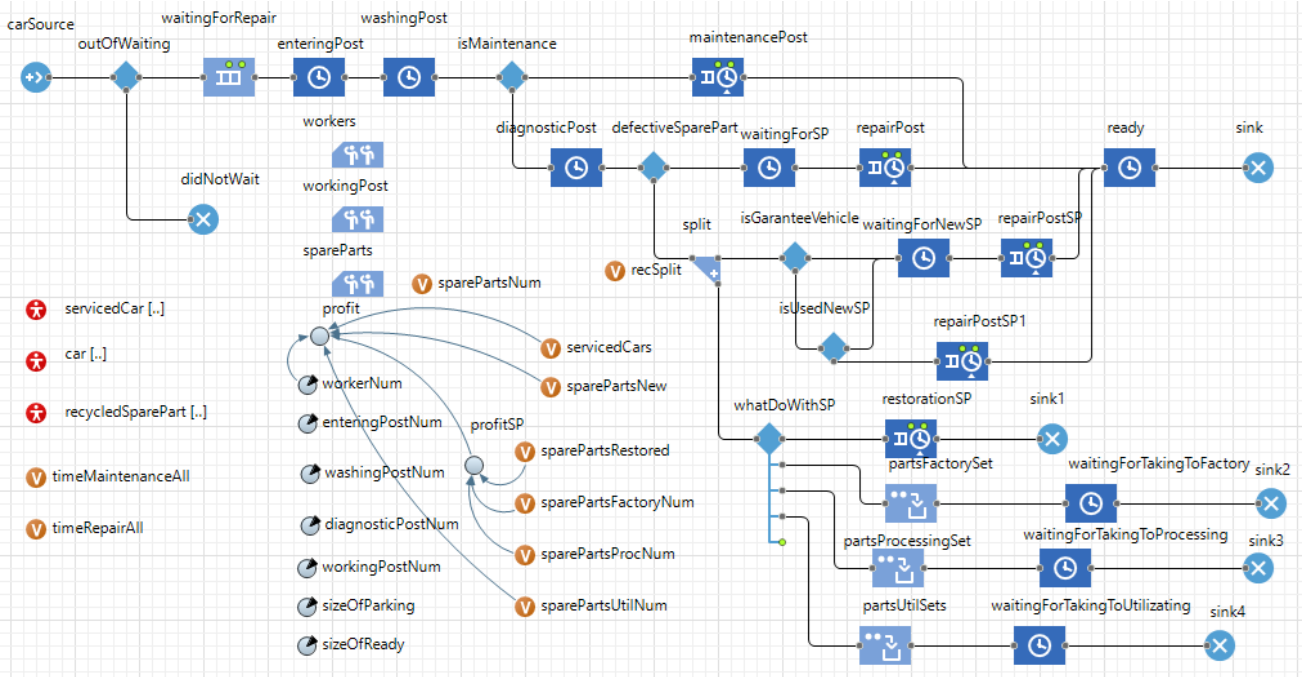 carSource
outOfWaiting
waitingForRepair
enteringPost
washingPost
isMaintenance
maintenancePost
workers
diagnosticPost
defectiveSparePart
waitingForSP
repairPost
ready
sink
didNotWait
workingPost
split
isGaranteeVehicle
waitingForNewSP
repairPostSP
spareParts
V sparePartsNum
V recSplit
servicedCar [..]
profit
isUsedNewSP
repairPostSP1
car [..]
V servicedCars
workerNum
V sparePartsNew
recycledSparePart [..]
enteringPostNum
profitSP
whatDoWithSP
restorationSP
sink1
V sparePartsRestored
V timeMaintenanceAll
washingPostNum
partsFactorySet
waitingForTakingToFactory
sink2
V sparePartsFactoryNum
V timeRepairAll
diagnosticPostNum
partsProcessingSet
waitingForTakingToProcessing
sink3
V sparePartsProcNum
workingPostNum
sizeOfParking
V sparePartsUtilNum
partsUtilSets
waitingForTakingToUtilizating
sink4
sizeOfReady